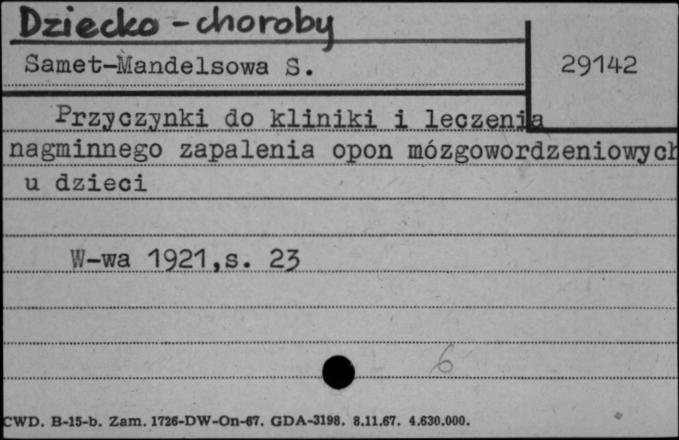 Dziecko - choroby
Samet-Mandelsowa S.
29142
Przyczynki do kliniki i leczenia
nagminnego zapalenia opon mózgowordzeniowych
u dzieci
W-wa 1921,s. 23
6
CWD. B-15-b. Zam. 1726-DW-On-67. GDA-3198. 8.11.67. 4.630.000.